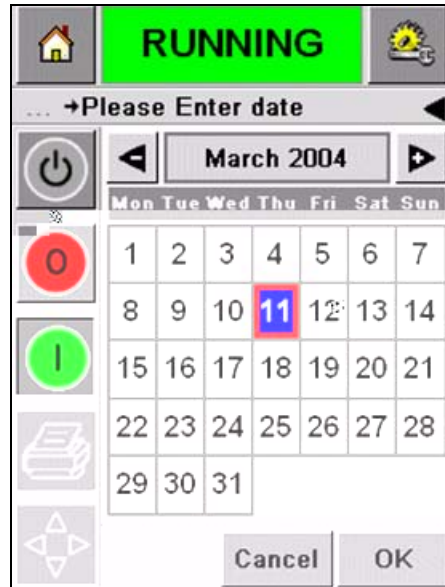 RUNNING
... →Please Enter date
March 2004
Mon Tue Wed Thu Fri Sat Sun
1 2 3 4 5 6 7
0
8 9 10 11 12 13 14
I
15 16 17 18 19 20 21
22 23 24 25 26 27 28
29 30 31
Cancel OK